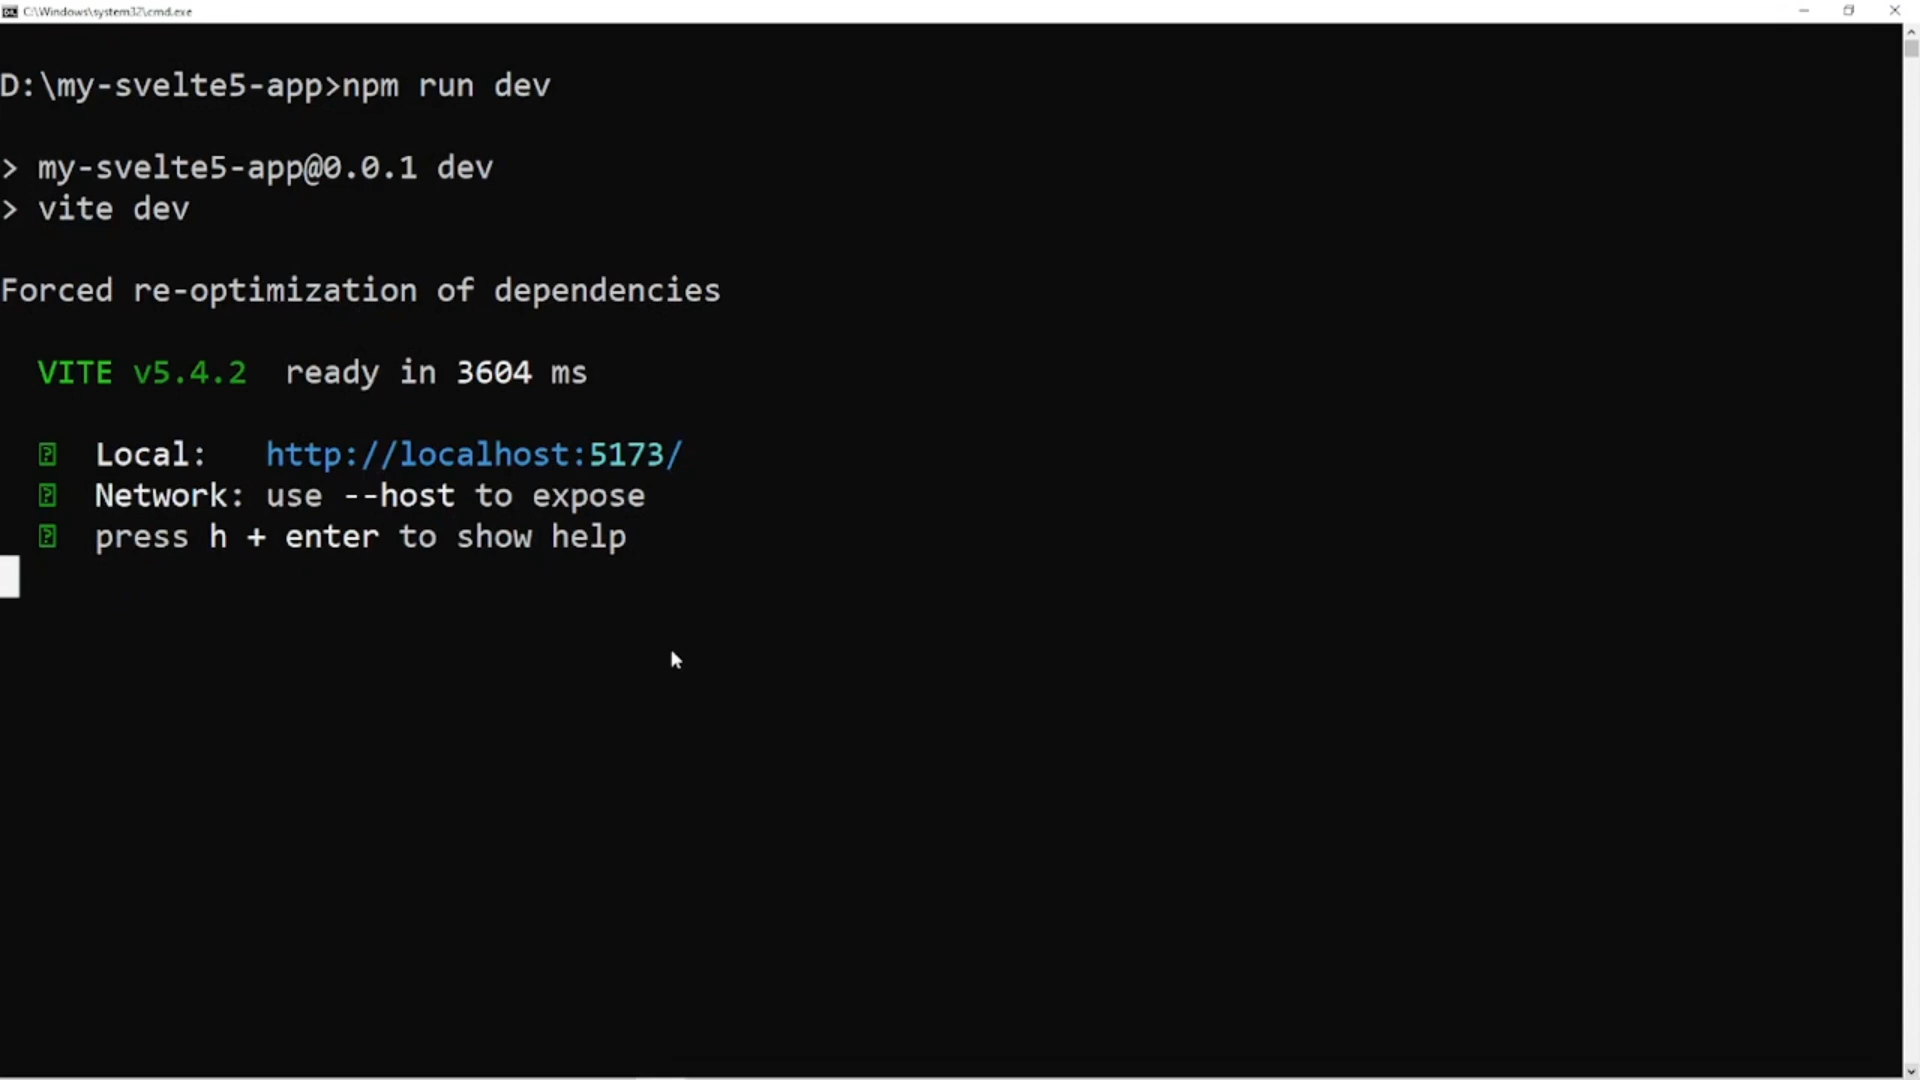 C:\Windows\system32\cmd.exe
D:\my-svelte5-app>npm run dev
> my-svelte5-app@0.0.1 dev
> vite dev
Forced re-optimization of dependencies
VITE v5.4.2 ready in 3604 ms
Local: http://localhost:5173/
Network: use --host to expose
press h + enter to show help